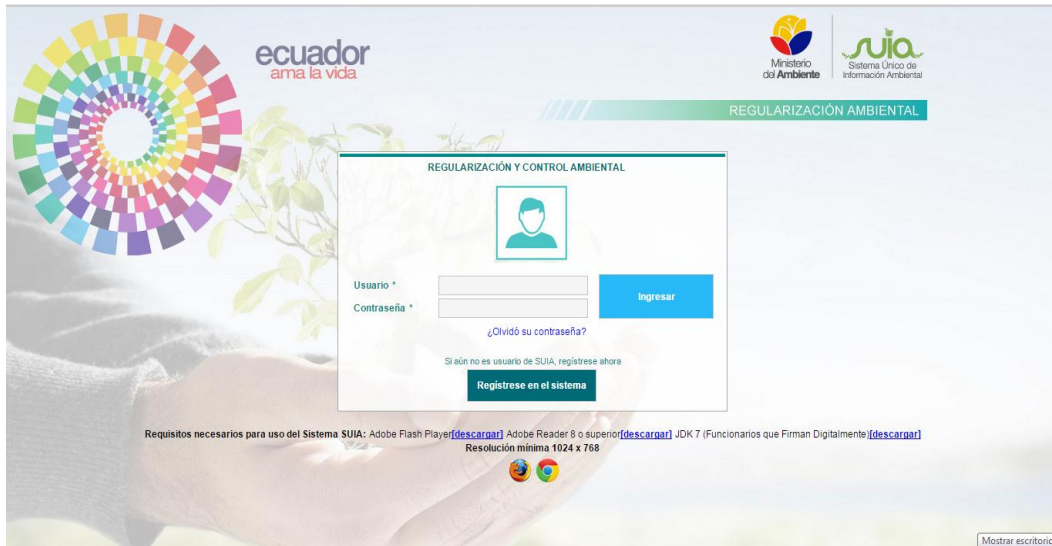 ecuador
ama la vida
Ministerio
del Ambiente
suia
Sistema Único de
Información Ambiental
REGULARIZACIÓN AMBIENTAL
REGULARIZACIÓN Y CONTROL AMBIENTAL
Usuario *
Contraseña *
Ingresar
¿Olvidó su contraseña?
Si aún no es usuario de SUIA, regístrese ahora
Regístrese en el sistema
Requisitos necesarios para uso del Sistema SUIA: Adobe Flash Player[descargar] Adobe Reader 8 o superior[descargar] JDK 7 (Funcionarios que Firman Digitalmente)[descargar]
Resolución mínima 1024 x 768
Mostrar escritorio